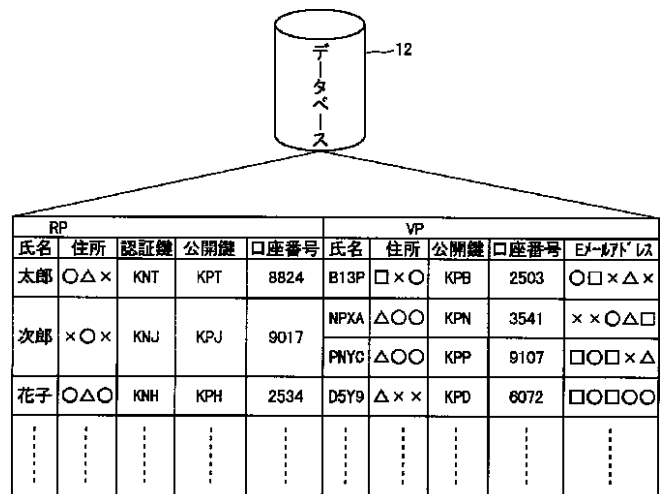 データベース
12
RP VP
氏名 住所 認証鍵 公開鍵 口座番号 氏名 住所 公開鍵 口座番号 Eメールアドレス
太郎 〇△× KNT KPT 8824 B13P □×〇 KPB 2503 〇□×△×
次郎 ×〇× KNJ KPJ 9017 NPXA △〇〇 KPN 3541 ××〇△□
PNYC △〇〇 KPP 9107 □〇□×△
花子 〇△〇 KNH KPH 2534 D5Y9 △×× KPD 6072 □〇□〇〇